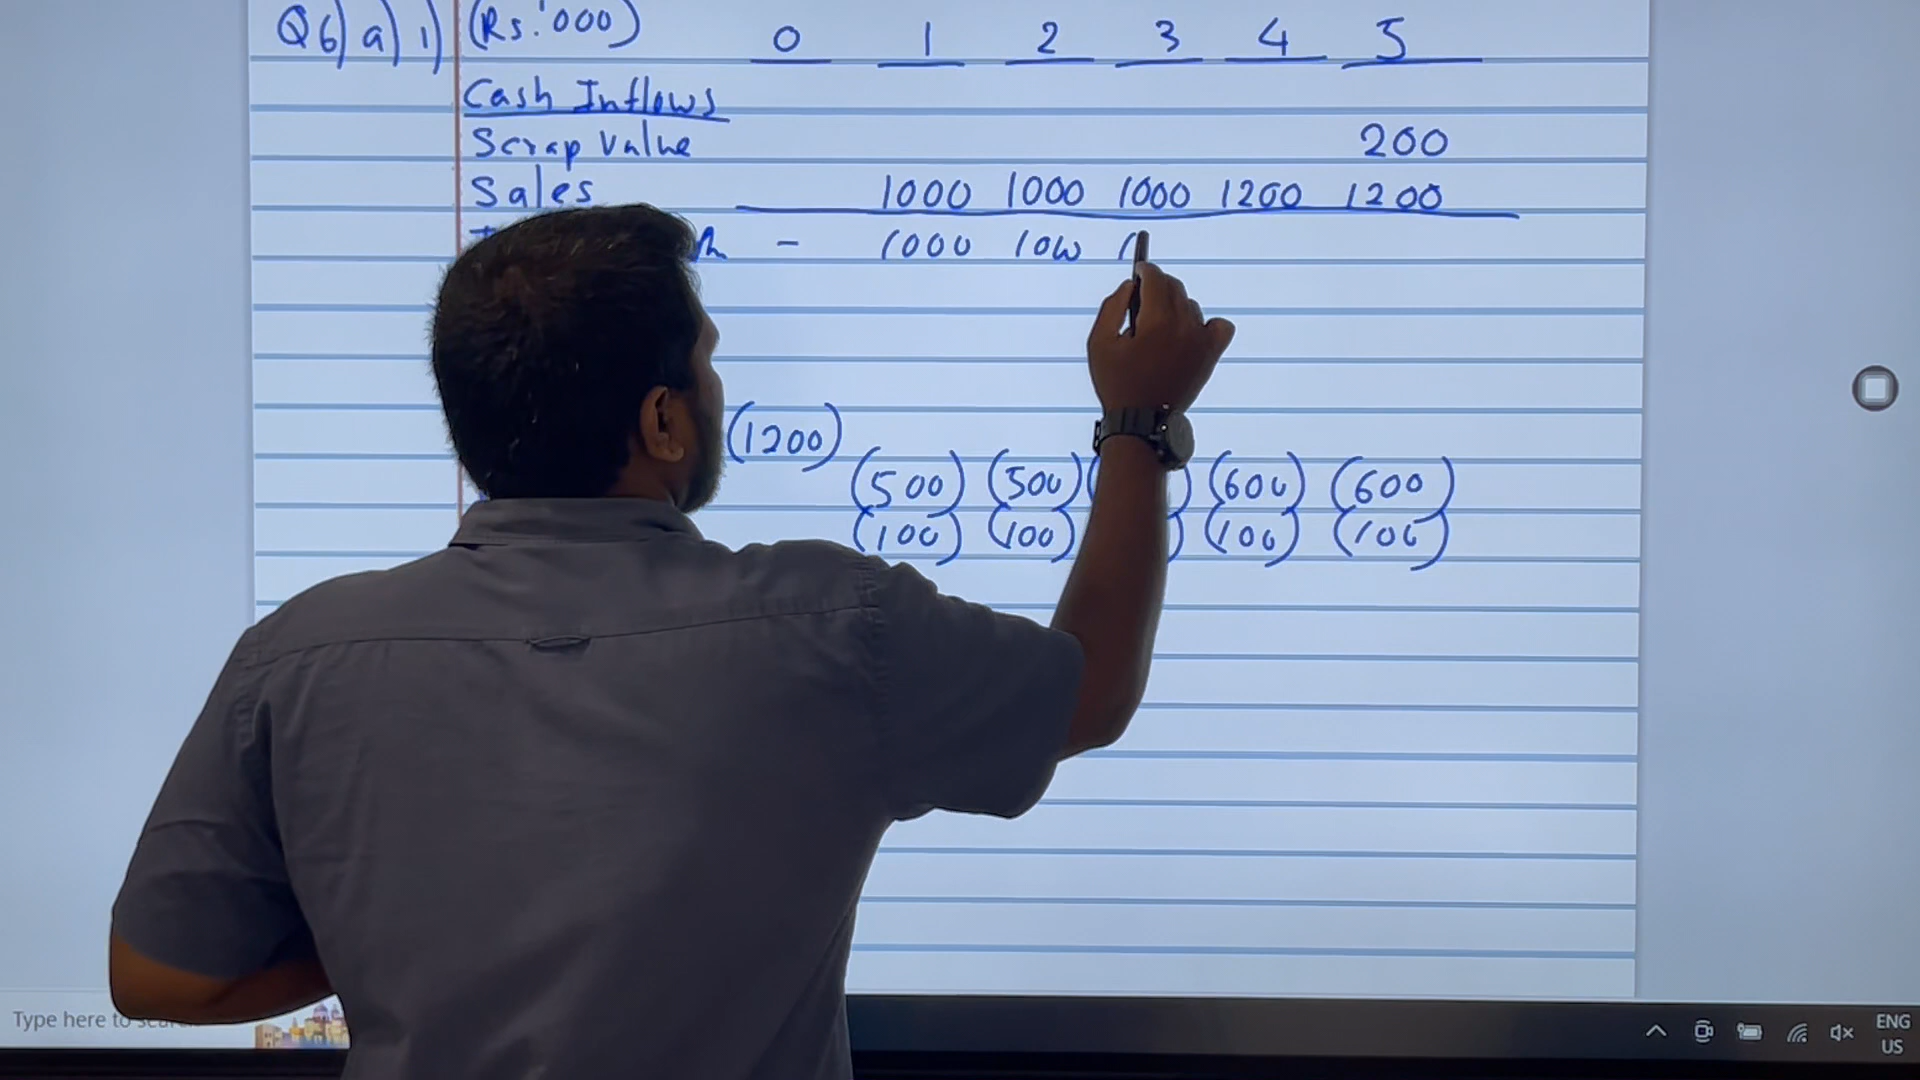 Q6) a) 1) (Rs.'000) 0 1 2 3 4 5
Cash Inflows
Scrap Value 200
Sales 1000 1000 1000 1200 1200
- 1000 1000
(1200)
(500) (500) (600) (600)
(100) (100) (100) (100)
Type here to
ENG
US